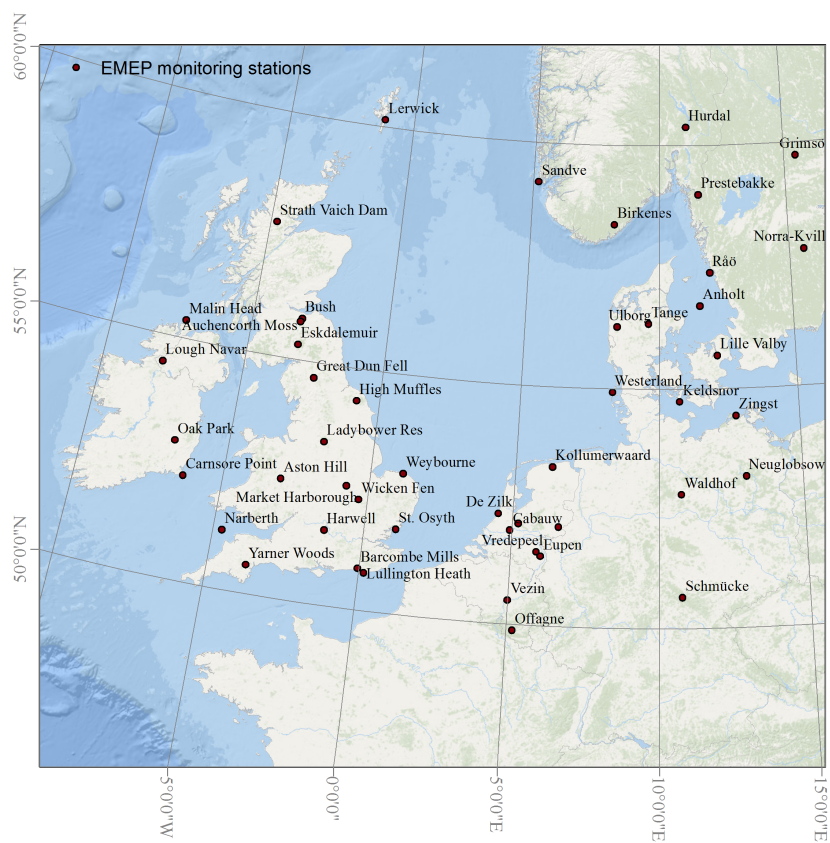 60°0'0"N
EMEP monitoring stations
Lerwick
Hurdal
Grimsö
Sandve
Prestebakke
Strath Vaich Dam
Birkenes
Norra-Kvill
Råö
55°0'0"N
Malin Head
Bush
Anholt
Auchencorth Moss
Ulborg
Tange
Eskdalemuir
Lough Navar
Lille Valby
Great Dun Fell
High Muffles
Westerland
Keldsnor
Zingst
Oak Park
Ladybower Res
Carnsore Point
Aston Hill
Weybourne
Kollumerwaard
Neuglobsow
Market Harborough
Wicken Fen
Waldhof
De Zilk
Narberth
Harwell
St. Osyth
Cabauw
50°0'0"N
Yarner Woods
Barcombe Mills
Vredepeel
Eupen
Lullington Heath
Vezin
Schmücke
Offagne
5°0'0"W
0°0'0"
5°0'0"E
10°0'0"E
15°0'0"E